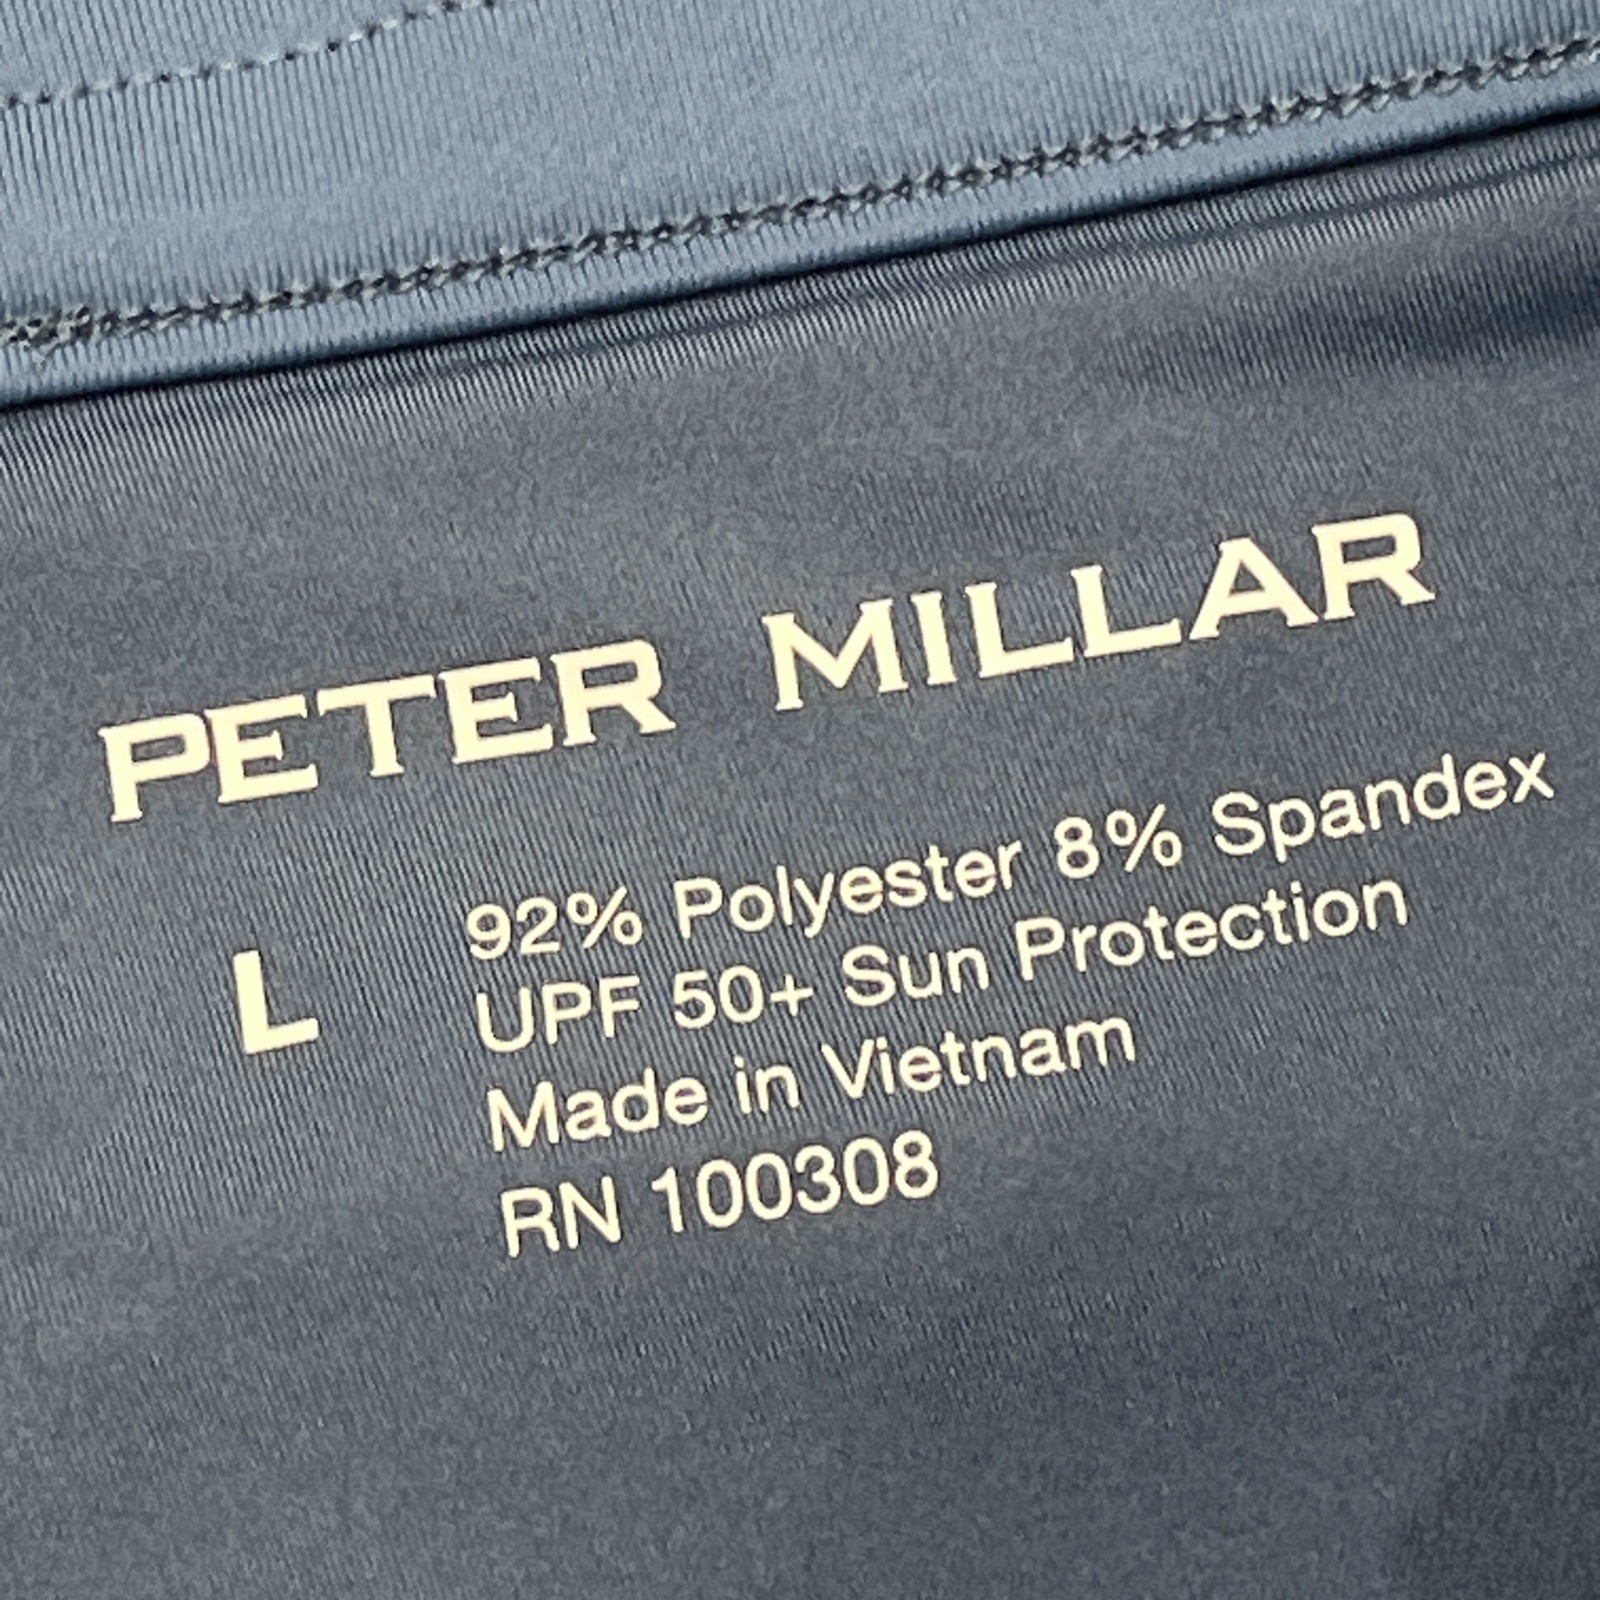 PETER MILLAR
L
92% Polyester 8% Spandex
UPF 50+ Sun Protection
Made in Vietnam
RN 100308